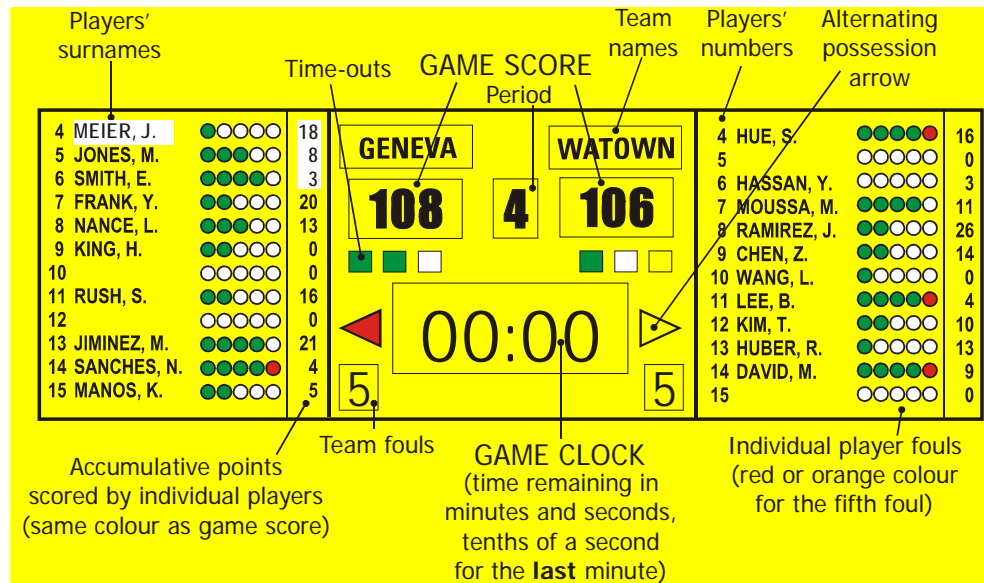 Players'
surnames
Time-outs
GAME SCORE
Period
Team
names
Players'
numbers
Alternating
possession
arrow
4 MEIER, J. 18
5 JONES, M. 8
6 SMITH, E. 3
7 FRANK, Y. 20
8 NANCE, L. 13
9 KING, H. 0
10 0
11 RUSH, S. 16
12 0
13 JIMINEZ, M. 21
14 SANCHES, N. 4
15 MANOS, K. 5
GENEVA WATOWN
108 4 106
00:00
5 5
4 HUE, S. 16
5 0
6 HASSAN, Y. 3
7 MOUSSA, M. 11
8 RAMIREZ, J. 26
9 CHEN, Z. 14
10 WANG, L. 0
11 LEE, B. 4
12 KIM, T. 10
13 HUBER, R. 13
14 DAVID, M. 9
15 0
Accumulative points
scored by individual players
(same colour as game score)
Team fouls
GAME CLOCK
(time remaining in
minutes and seconds,
tenths of a second
for the last minute)
Individual player fouls
(red or orange colour
for the fifth foul)